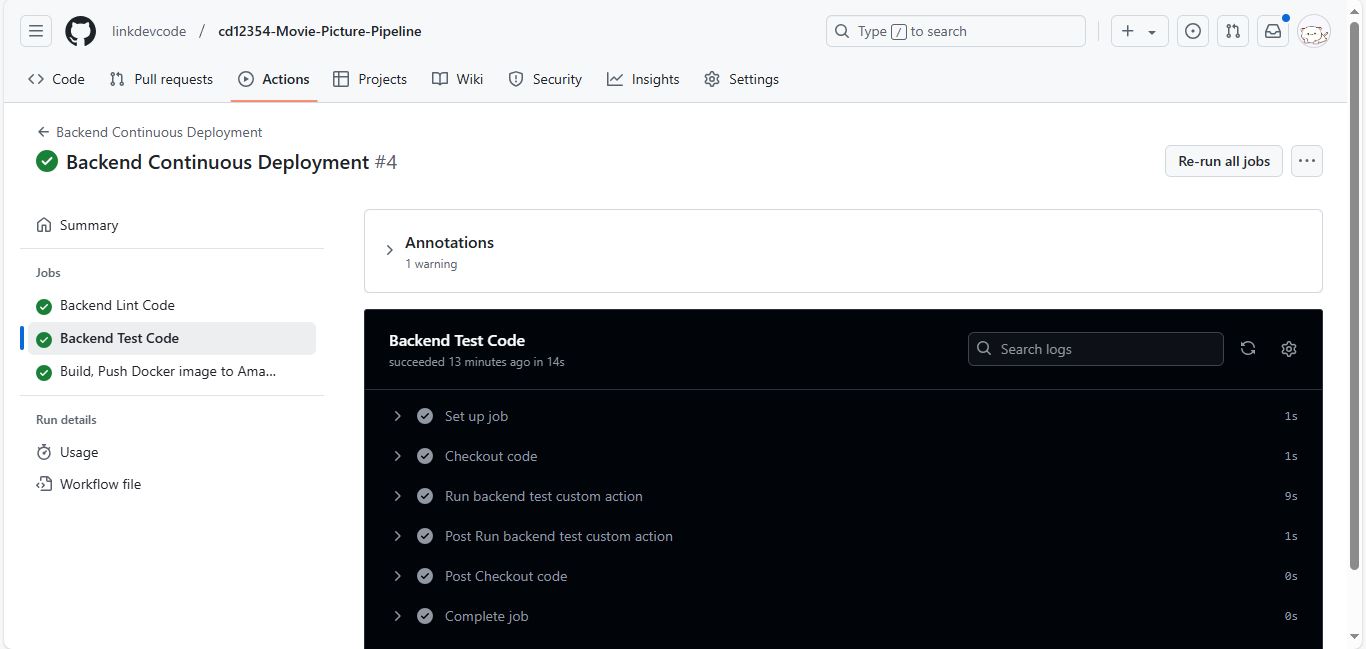 linkdevcode / cd12354-Movie-Picture-Pipeline
Type / to search
Code
Pull requests
Actions
Projects
Wiki
Security
Insights
Settings
Backend Continuous Deployment
Backend Continuous Deployment #4
Re-run all jobs
Summary
Jobs
Backend Lint Code
Backend Test Code
Build, Push Docker image to Ama...
Run details
Usage
Workflow file
Annotations
1 warning
Backend Test Code
succeeded 13 minutes ago in 14s
Search logs
Set up job 1s
Checkout code 1s
Run backend test custom action 9s
Post Run backend test custom action 1s
Post Checkout code 0s
Complete job 0s